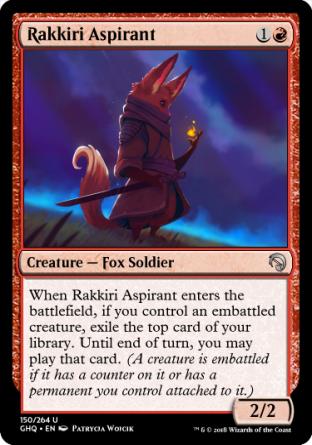 Rakkiri Aspirant 1
Creature — Fox Soldier
When Rakkiri Aspirant enters the
battlefield, if you control an embattled
creature, exile the top card of your
library. Until end of turn, you may
play that card. (A creature is embattled
if it has a counter on it or has a
permanent you control attached to it.)
2/2
150/264 U
GHQ • EN Patrycja Wojcik
™ & © 2018 Wizards of the Coast